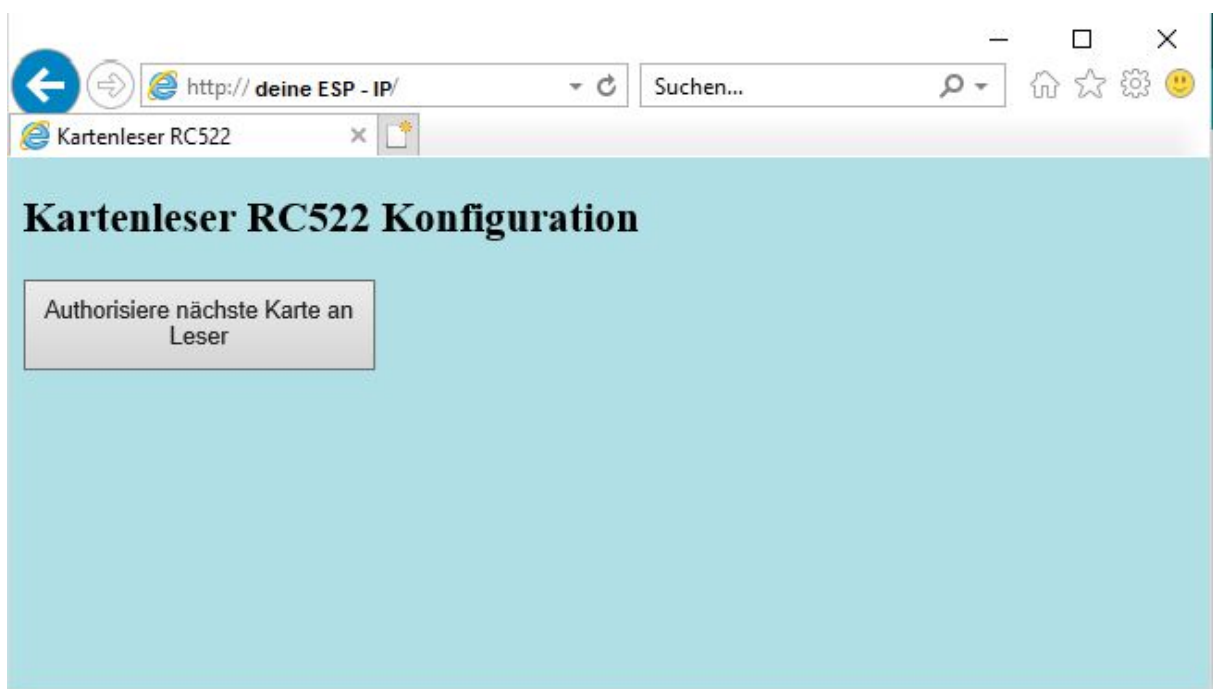 http:// deine ESP - IP/
Suchen...
Kartenleser RC522
Kartenleser RC522 Konfiguration
Authorisiere nächste Karte an
Leser